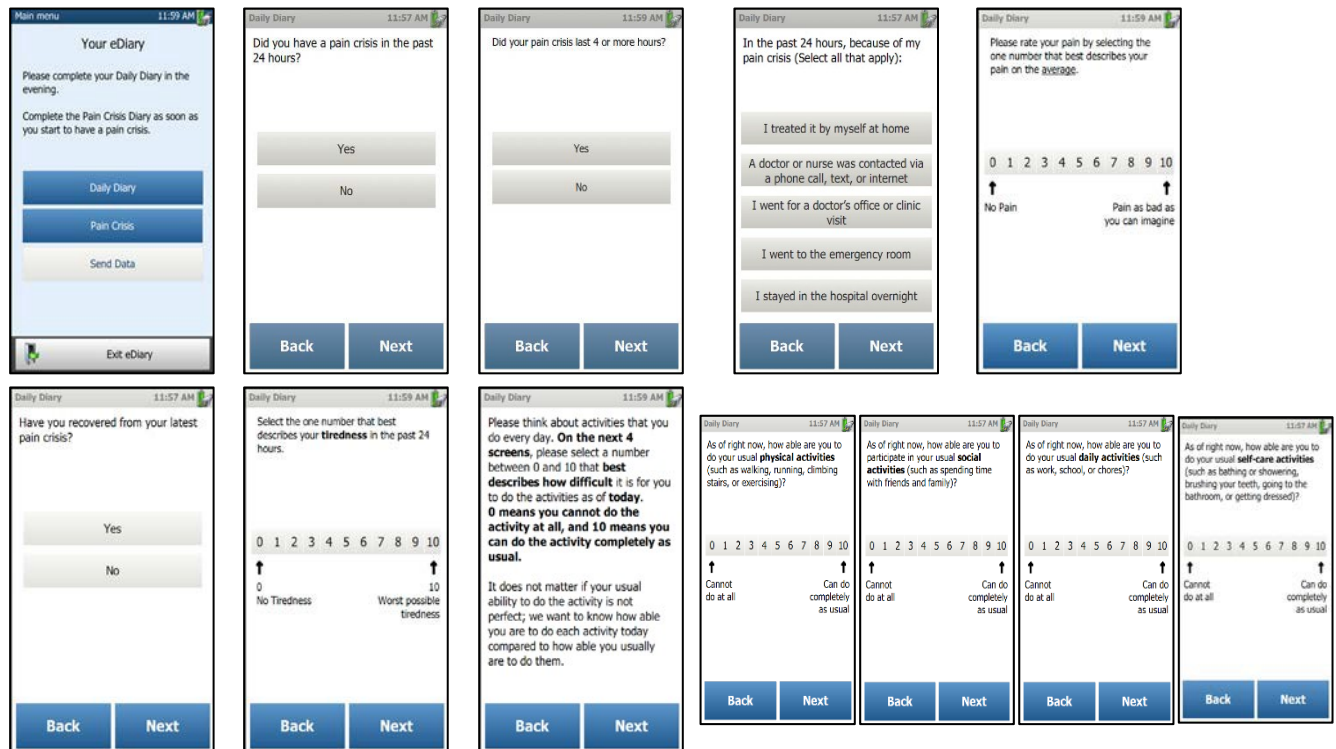 Main menu 11:59 AM
Your eDiary
Please complete your Daily Diary in the
evening.
Complete the Pain Crisis Diary as soon as
you start to have a pain crisis.
Daily Diary
Pain Crisis
Send Data
Exit eDiary
Daily Diary 11:57 AM
Did you have a pain crisis in the past
24 hours?
Yes
No
Back Next
Daily Diary 11:59 AM
Did your pain crisis last 4 or more hours?
Yes
No
Back Next
Daily Diary 11:57 AM
In the past 24 hours, because of my
pain crisis (Select all that apply):
I treated it by myself at home
A doctor or nurse was contacted via
a phone call, text, or internet
I went for a doctor's office or clinic
visit
I went to the emergency room
I stayed in the hospital overnight
Back Next
Daily Diary 11:59 AM
Please rate your pain by selecting the
one number that best describes your
pain on the average.
0 1 2 3 4 5 6 7 8 9 10
No Pain Pain as bad as
you can imagine
Back Next
Daily Diary 11:57 AM
Have you recovered from your latest
pain crisis?
Yes
No
Back Next
Daily Diary 11:59 AM
Select the one number that best
describes your tiredness in the past 24
hours.
0 1 2 3 4 5 6 7 8 9 10
0 10
No Tiredness Worst possible
tiredness
Back Next
Daily Diary 11:59 AM
Please think about activities that you
do every day. On the next 4
screens, please select a number
between 0 and 10 that best
describes how difficult it is for you
to do the activities as of today.
0 means you cannot do the
activity at all, and 10 means you
can do the activity completely as
usual.
It does not matter if your usual
ability to do the activity is not
perfect; we want to know how able
you are to do each activity today
compared to how able you usually
are to do them.
Back Next
Daily Diary 11:57 AM
As of right now, how able are you to
do your usual physical activities
(such as walking, running, climbing
stairs, or exercising)?
0 1 2 3 4 5 6 7 8 9 10
Cannot Can do
do at all completely
as usual
Back Next
Daily Diary 11:57 AM
As of right now, how able are you to
participate in your usual social
activities (such as spending time
with friends and family)?
0 1 2 3 4 5 6 7 8 9 10
Cannot Can do
do at all completely
as usual
Back Next
Daily Diary 11:57 AM
As of right now, how able are you to
do your usual daily activities (such
as work, school, or chores)?
0 1 2 3 4 5 6 7 8 9 10
Cannot Can do
do at all completely
as usual
Back Next
Daily Diary 11:57 AM
As of right now, how able are you to
do your usual self-care activities
(such as bathing or showering,
brushing your teeth, going to the
bathroom, or getting dressed)?
0 1 2 3 4 5 6 7 8 9 10
Cannot Can do
do at all completely
as usual
Back Next